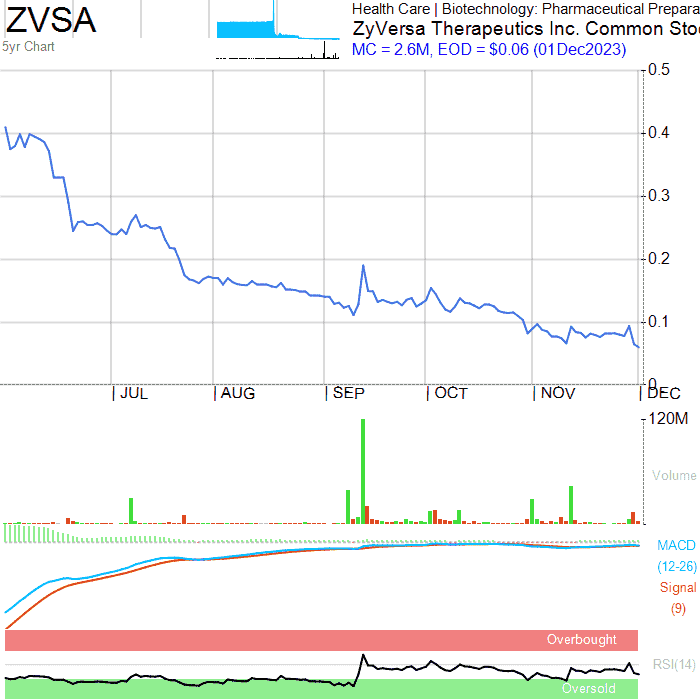 ZVSA
5yr Chart
Health Care | Biotechnology: Pharmaceutical Prepara
ZyVersa Therapeutics Inc. Common Sto
MC = 2.6M, EOD = $0.06 (01Dec2023)
0.5
0.4
0.3
0.2
0.1
0
JUL AUG SEP OCT NOV DEC
120M
Volume
MACD
(12-26)
Signal
(9)
Overbought
RSI(14)
Oversold